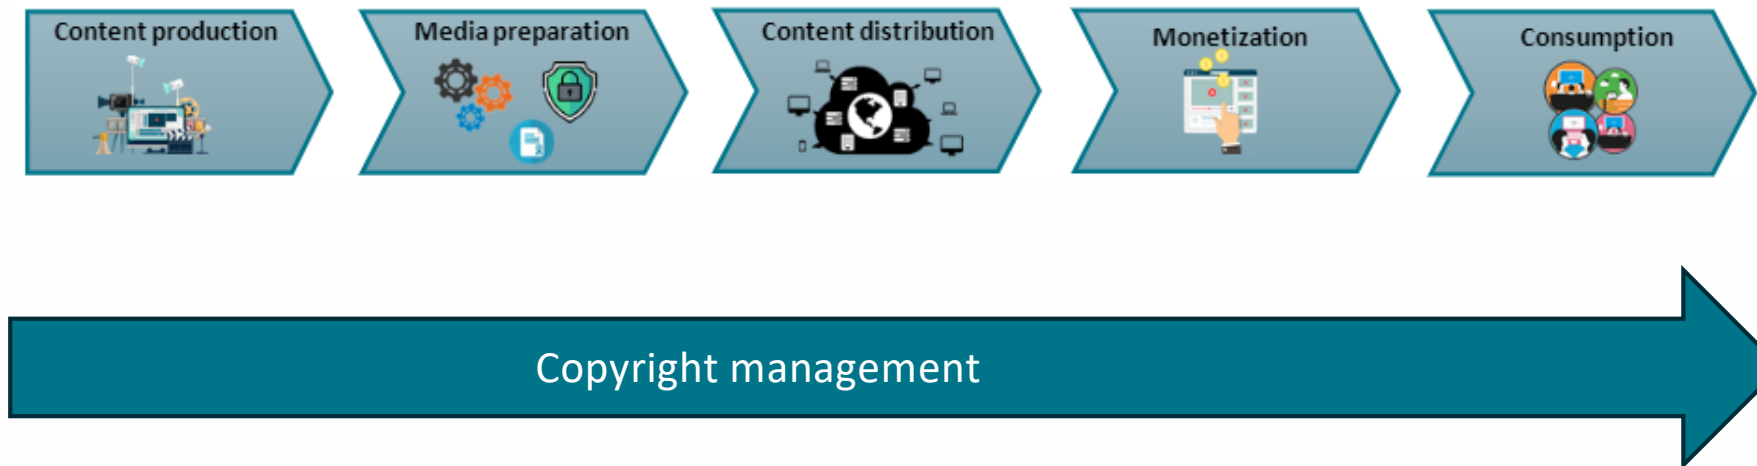 Content production
Media preparation
Content distribution
Monetization
Consumption
Copyright management